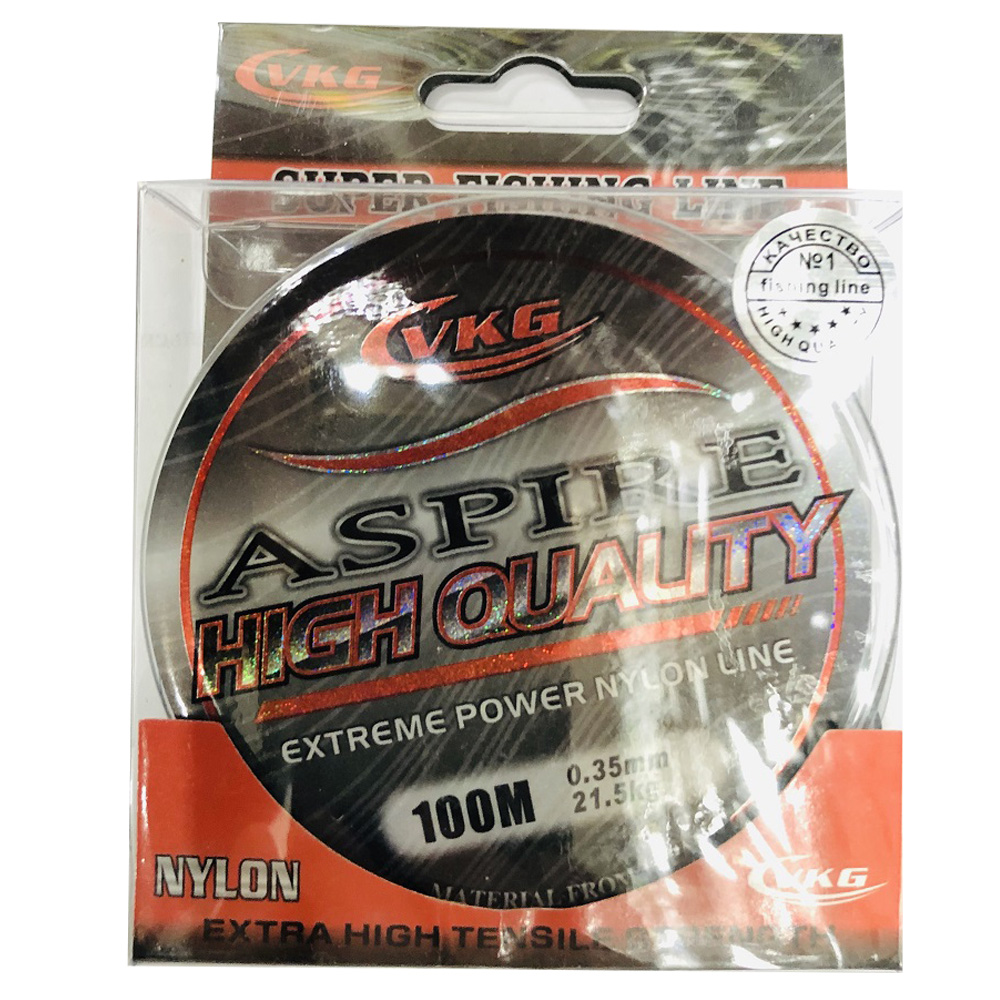 VKG
SUPER FISHING LINE
КАЧЕСТВО
№1
fishing line
HIGH
VKG
ASPIRE
HIGH QUALITY
EXTREME POWER NYLON LINE
100M
0.35mm
21.5kg
MATERIAL FROM
NYLON
VKG
EXTRA HIGH TENSILE STRENGTH